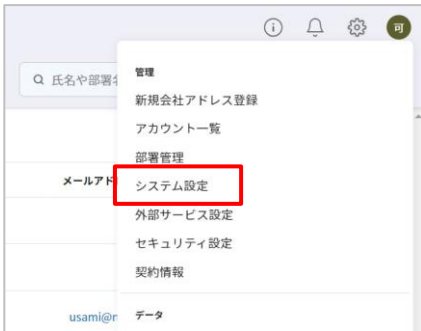 可
氏名や部署
管理
新規会社アドレス登録
アカウント一覧
部署管理
メールアド
システム設定
外部サービス設定
セキュリティ設定
契約情報
usami@
データ